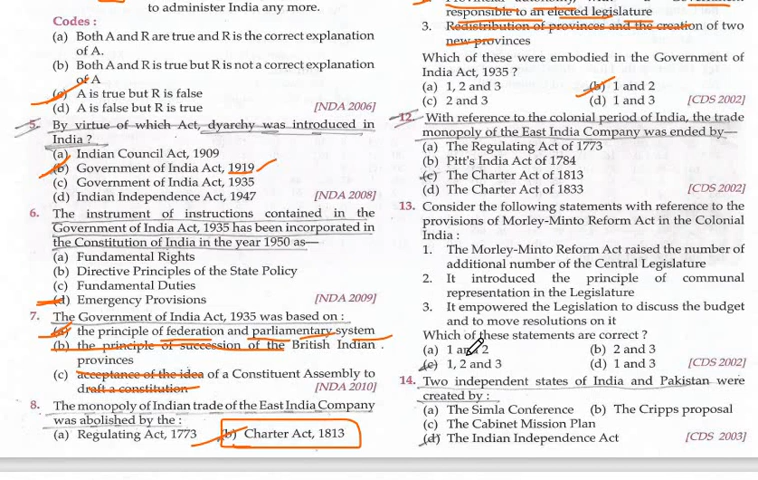 to administer India any more.
Codes :
(a) Both A and R are true and R is the correct explanation
of A.
(b) Both A and R is true but R is not a correct explanation
of A
(c) A is true but R is false
(d) A is false but R is true [NDA 2006]
5. By virtue of which Act, dyarchy was introduced in
India ?
(a) Indian Council Act, 1909
(b) Government of India Act, 1919
(c) Government of India Act, 1935
(d) Indian Independence Act, 1947 [NDA 2008]
6. The instrument of instructions contained in the
Government of India Act, 1935 has been incorporated in
the Constitution of India in the year 1950 as—
(a) Fundamental Rights
(b) Directive Principles of the State Policy
(c) Fundamental Duties
(d) Emergency Provisions [NDA 2009]
7. The Government of India Act, 1935 was based on :
(a) the principle of federation and parliamentary system
(b) the principle of succession of the British Indian
provinces
(c) acceptance of the idea of a Constituent Assembly to
draft a constitution [NDA 2010]
8. The monopoly of Indian trade of the East India Company
was abolished by the :
(a) Regulating Act, 1773 (b) Charter Act, 1813
responsible to an elected legislature
3. Redistribution of provinces and the creation of two
new provinces
Which of these were embodied in the Government of
India Act, 1935 ?
(a) 1, 2 and 3 (b) 1 and 2
(c) 2 and 3 (d) 1 and 3 [CDS 2002]
12. With reference to the colonial period of India, the trade
monopoly of the East India Company was ended by—
(a) The Regulating Act of 1773
(b) Pitt's India Act of 1784
(c) The Charter Act of 1813
(d) The Charter Act of 1833 [CDS 2002]
13. Consider the following statements with reference to the
provisions of Morley-Minto Reform Act in the Colonial
India :
1. The Morley-Minto Reform Act raised the number of
additional number of the Central Legislature
2. It introduced the principle of communal
representation in the Legislature
3. It empowered the Legislation to discuss the budget
and to move resolutions on it
Which of these statements are correct ?
(a) 1 and 2 (b) 2 and 3
(c) 1, 2 and 3 (d) 1 and 3 [CDS 2002]
14. Two independent states of India and Pakistan were
created by :
(a) The Simla Conference (b) The Cripps proposal
(c) The Cabinet Mission Plan
(d) The Indian Independence Act [CDS 2003]